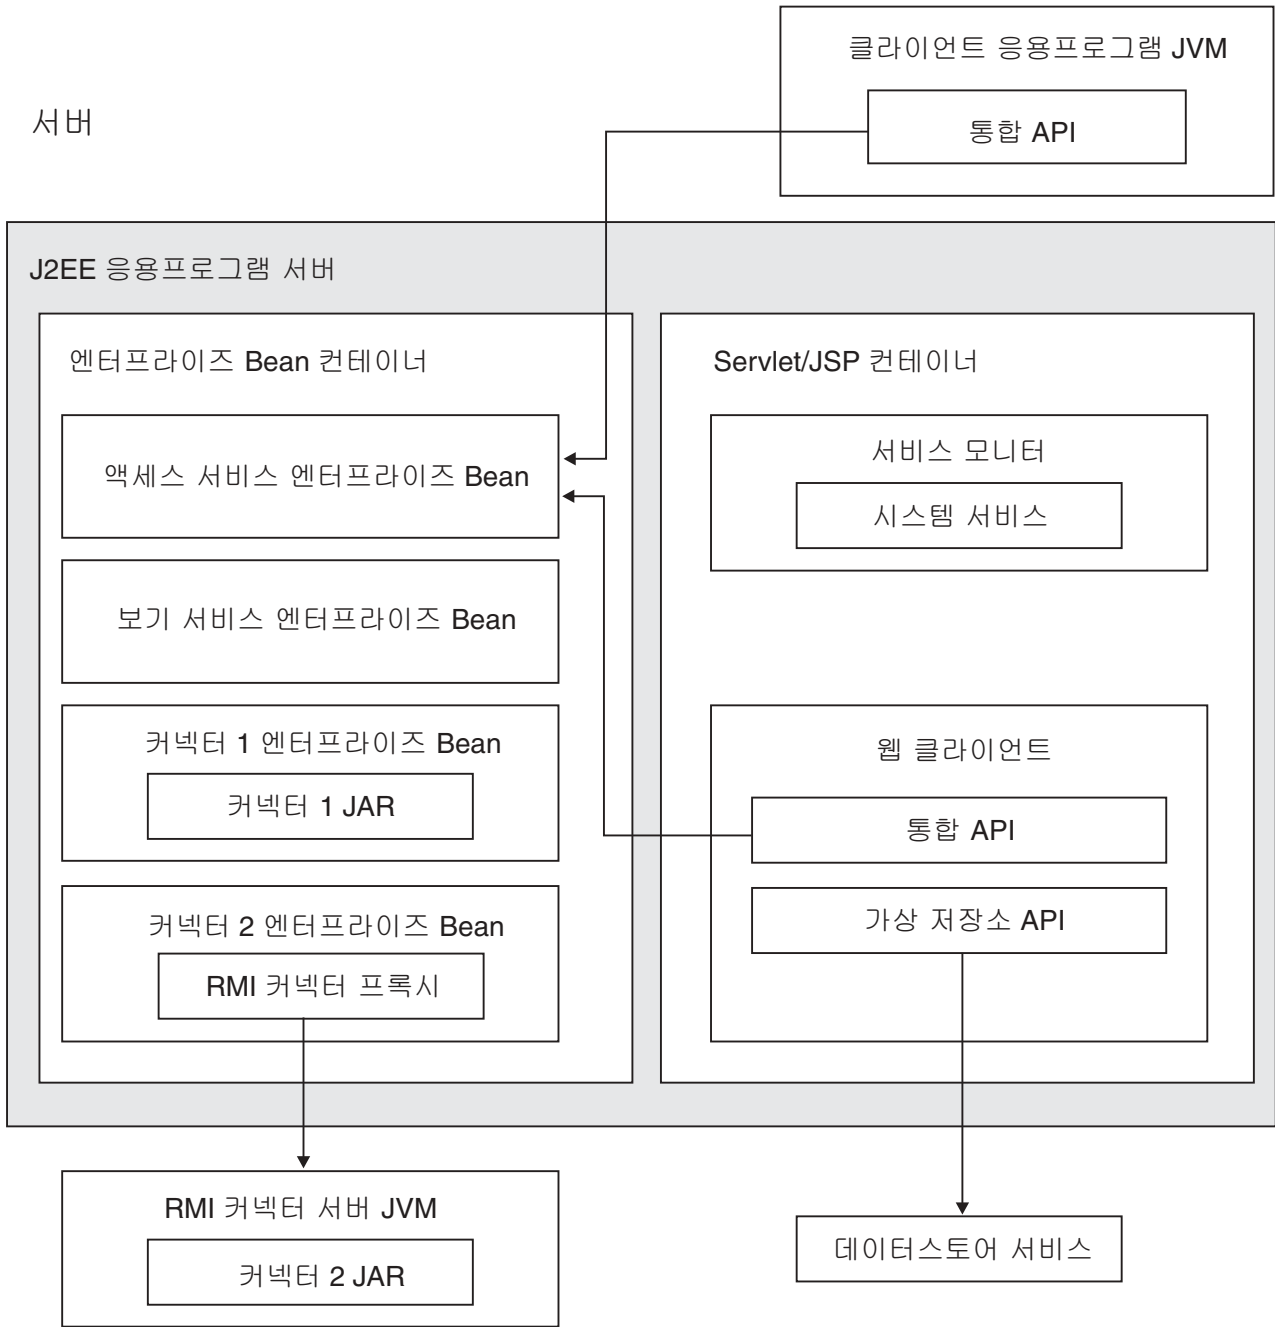 클라이언트 응용프로그램 JVM
통합 API
서버
J2EE 응용프로그램 서버
엔터프라이즈 Bean 컨테이너
액세스 서비스 엔터프라이즈 Bean
보기 서비스 엔터프라이즈 Bean
커넥터 1 엔터프라이즈 Bean
커넥터 1 JAR
커넥터 2 엔터프라이즈 Bean
RMI 커넥터 프록시
Servlet/JSP 컨테이너
서비스 모니터
시스템 서비스
웹 클라이언트
통합 API
가상 저장소 API
RMI 커넥터 서버 JVM
커넥터 2 JAR
데이터스토어 서비스